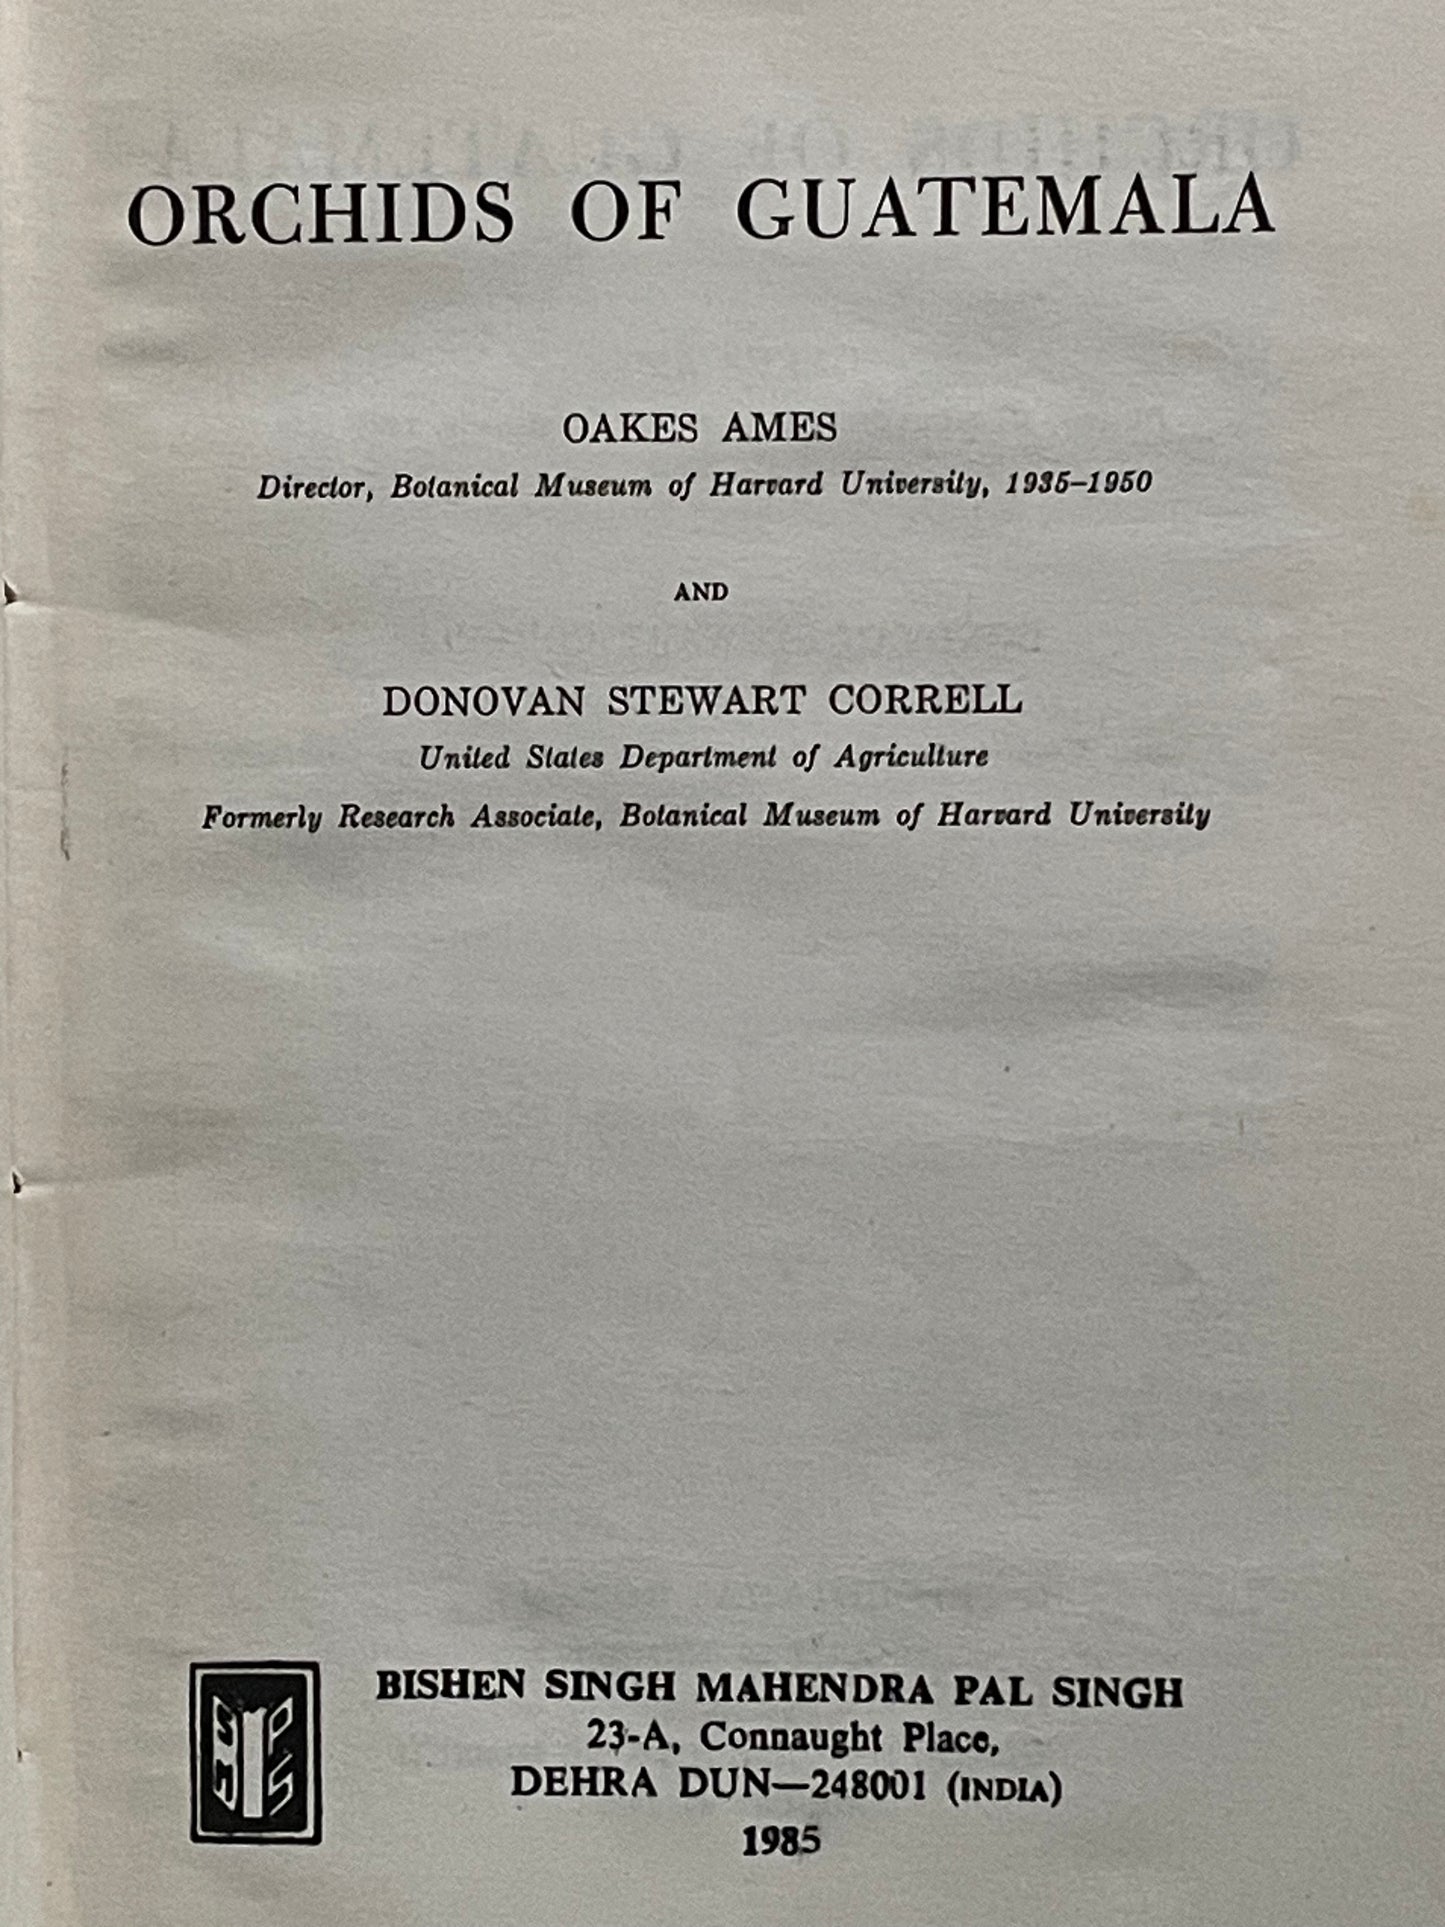 ORCHIDS OF GUATEMALA
OAKES AMES
Director, Botanical Museum of Harvard University, 1935–1950
AND
DONOVAN STEWART CORRELL
United States Department of Agriculture
Formerly Research Associate, Botanical Museum of Harvard University
BISHEN SINGH MAHENDRA PAL SINGH
23-A, Connaught Place,
DEHRA DUN—248001 (INDIA)
1985